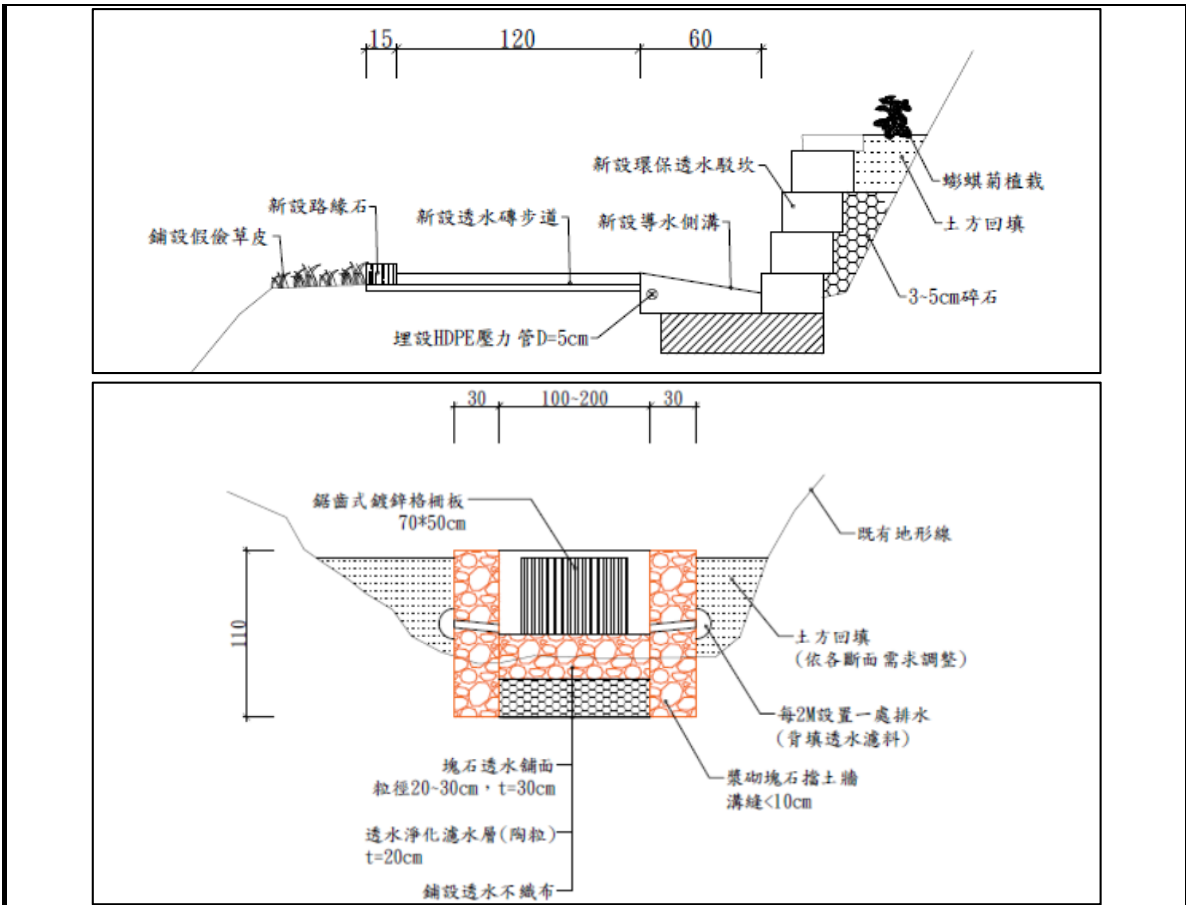 15
120
60
新設環保透水駁坎
蟛蜞菊植栽
新設路緣石
新設透水磚步道
新設導水側溝
土方回填
鋪設假儉草皮
3~5cm碎石
埋設HDPE壓力管D=5cm
30
100~200
30
鋸齒式鍍鋅格柵板
70*50cm
既有地形線
110
土方回填
(依各斷面需求調整)
每2M設置一處排水
(背填透水濾料)
塊石透水舖面
粒徑20~30cm，t=30cm
漿砌塊石擋土牆
溝縫<10cm
透水淨化濾水層(陶粒)
t=20cm
鋪設透水不織布